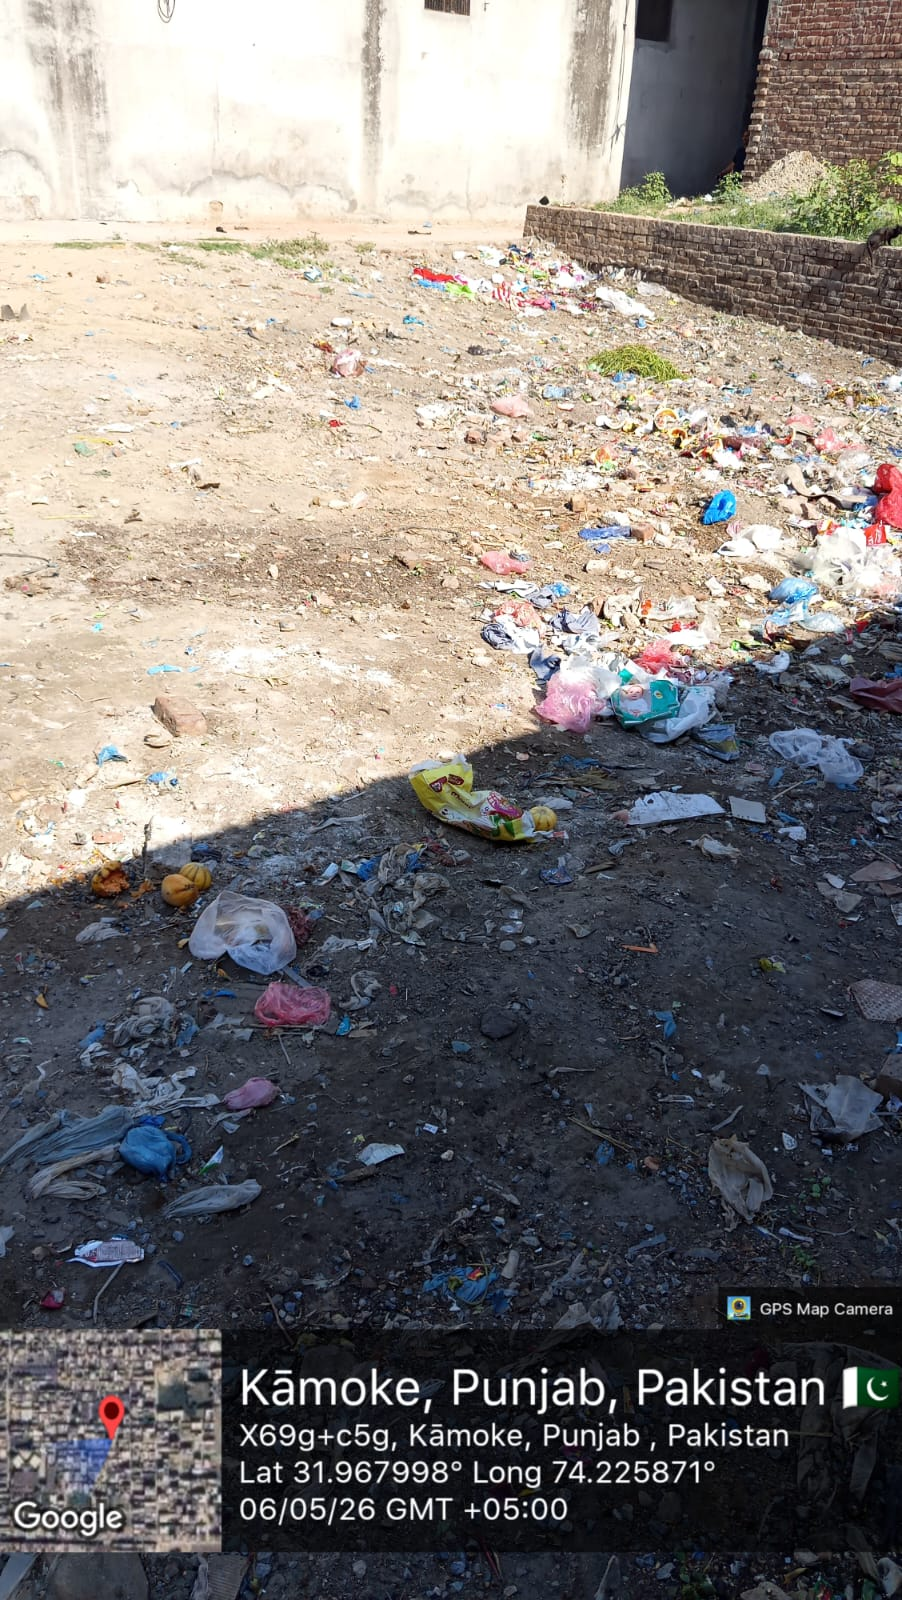 GPS Map Camera
Kāmoke, Punjab, Pakistan
X69g+c5g, Kāmoke, Punjab , Pakistan
Lat 31.967998° Long 74.225871°
06/05/26 GMT +05:00
Google